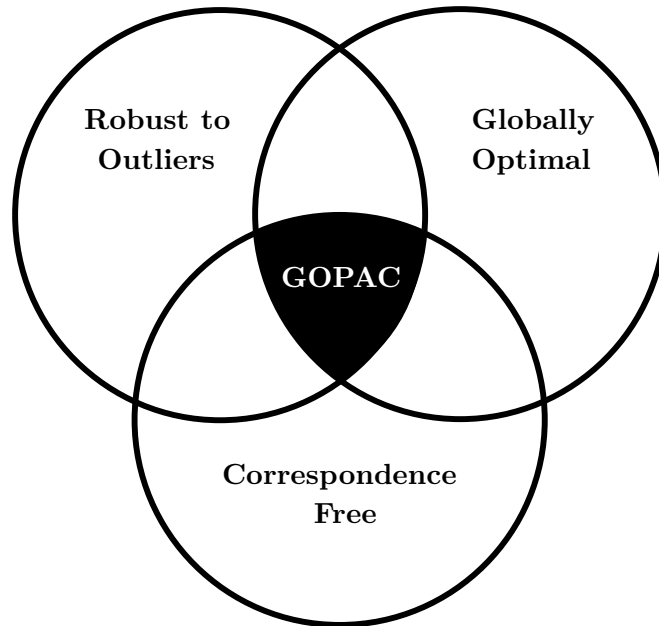 Robust to
Outliers
Globally
Optimal
GOPAC
Correspondence
Free